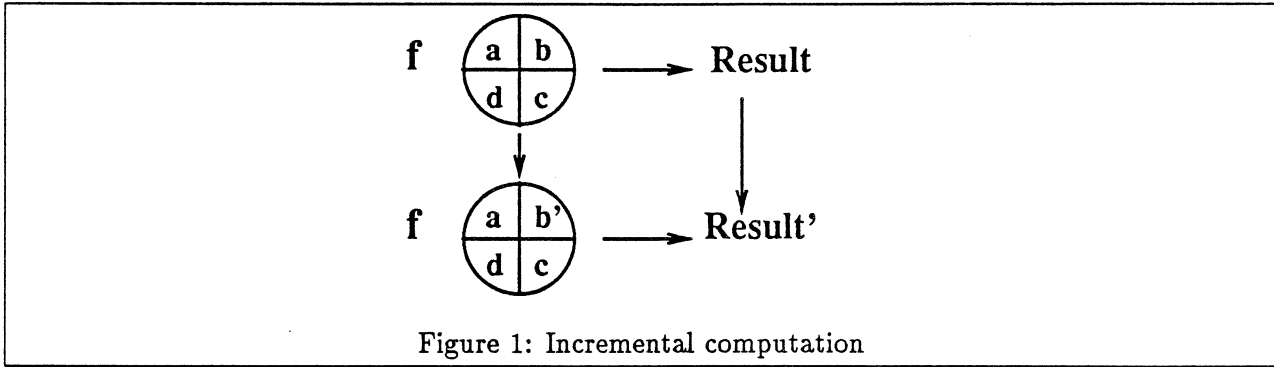 f a b Result
d c
f a b’ Result’
d c
Figure 1: Incremental computation